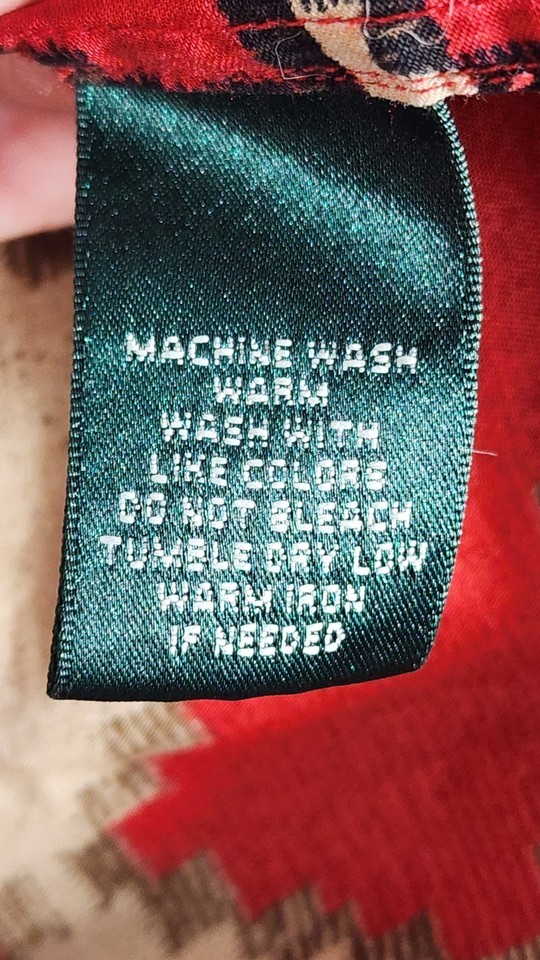 MACHINE WASH
WARM
WASH WITH
LIKE COLORS
DO NOT BLEACH
TUMBLE DRY LOW
WARM IRON
IF NEEDED